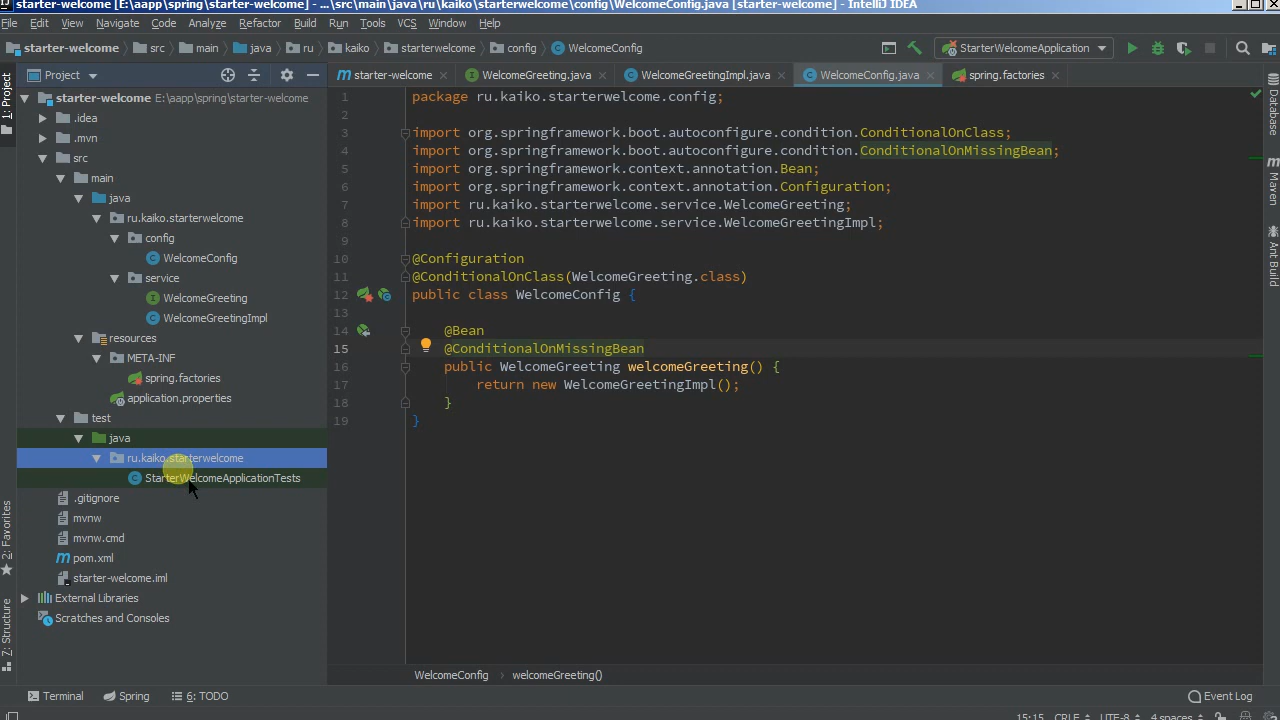 starter-welcome [E:\aapp\spring\starter-welcome] - ...\src\main\java\ru\kaiko\starterwelcome\config\WelcomeConfig.java [starter-welcome] - IntelliJ IDEA
File Edit View Navigate Code Analyze Refactor Build Run Tools VCS Window Help
starter-welcome src main java ru kaiko starterwelcome config WelcomeConfig StarterWelcomeApplication
1: Project
Project
starter-welcome WelcomeGreeting.java WelcomeGreetingImpl.java WelcomeConfig.java spring.factories
starter-welcome E:\aapp\spring\starter-welcome
.idea
.mvn
src
main
java
ru.kaiko.starterwelcome
config
WelcomeConfig
service
WelcomeGreeting
WelcomeGreetingImpl
resources
META-INF
spring.factories
application.properties
test
java
ru.kaiko.starterwelcome
StarterWelcomeApplicationTests
.gitignore
mvnw
mvnw.cmd
pom.xml
starter-welcome.iml
External Libraries
Scratches and Consoles
2: Favorites
Z: Structure
1 package ru.kaiko.starterwelcome.config;
2
3 import org.springframework.boot.autoconfigure.condition.ConditionalOnClass;
4 import org.springframework.boot.autoconfigure.condition.ConditionalOnMissingBean;
5 import org.springframework.context.annotation.Bean;
6 import org.springframework.context.annotation.Configuration;
7 import ru.kaiko.starterwelcome.service.WelcomeGreeting;
8 import ru.kaiko.starterwelcome.service.WelcomeGreetingImpl;
9
10 @Configuration
11 @ConditionalOnClass(WelcomeGreeting.class)
12 public class WelcomeConfig {
13
14 @Bean
15 @ConditionalOnMissingBean
16 public WelcomeGreeting welcomeGreeting() {
17 return new WelcomeGreetingImpl();
18 }
19 }
Database
Maven
Ant Build
WelcomeConfig › welcomeGreeting()
Terminal Spring 6: TODO Event Log
15:15 CRLF UTF-8 4 spaces